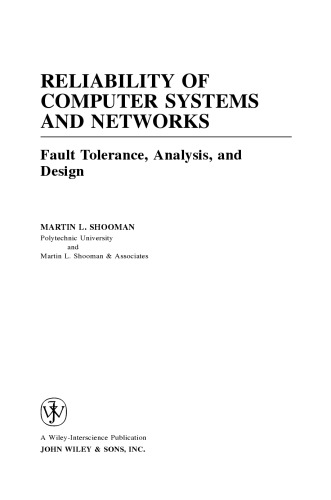 RELIABILITY OF
COMPUTER SYSTEMS
AND NETWORKS
Fault Tolerance, Analysis, and
Design
MARTIN L. SHOOMAN
Polytechnic University
and
Martin L. Shooman & Associates
A Wiley-Interscience Publication
JOHN WILEY & SONS, INC.